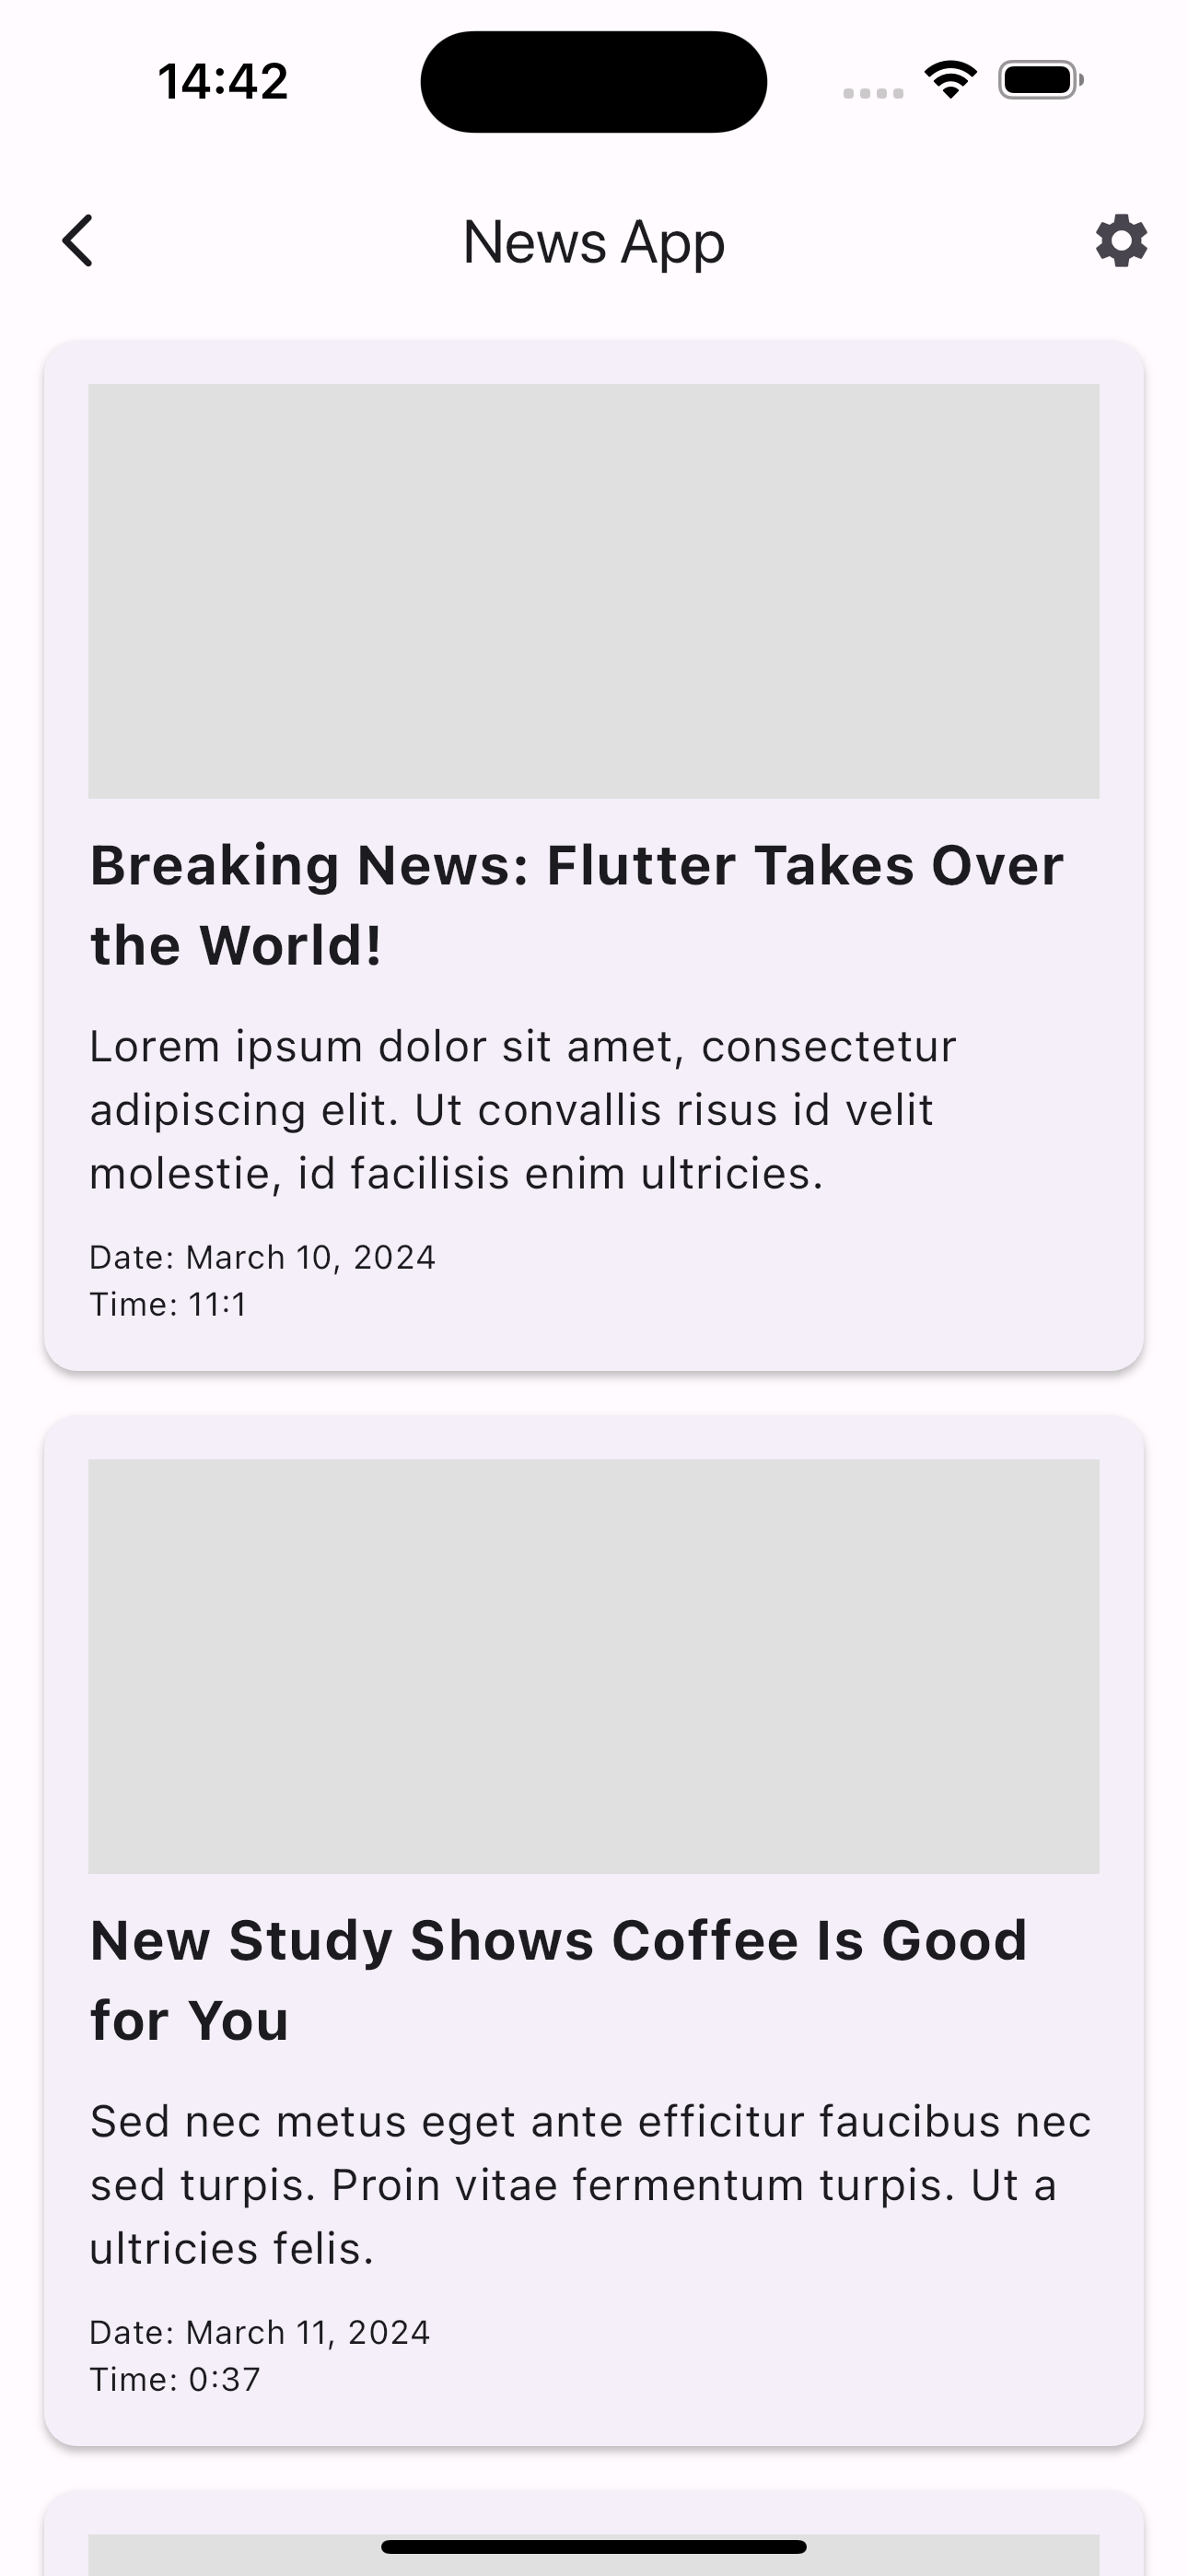 14:42
News App
Breaking News: Flutter Takes Over
the World!
Lorem ipsum dolor sit amet, consectetur
adipiscing elit. Ut convallis risus id velit
molestie, id facilisis enim ultricies.
Date: March 10, 2024
Time: 11:1
New Study Shows Coffee Is Good
for You
Sed nec metus eget ante efficitur faucibus nec
sed turpis. Proin vitae fermentum turpis. Ut a
ultricies felis.
Date: March 11, 2024
Time: 0:37